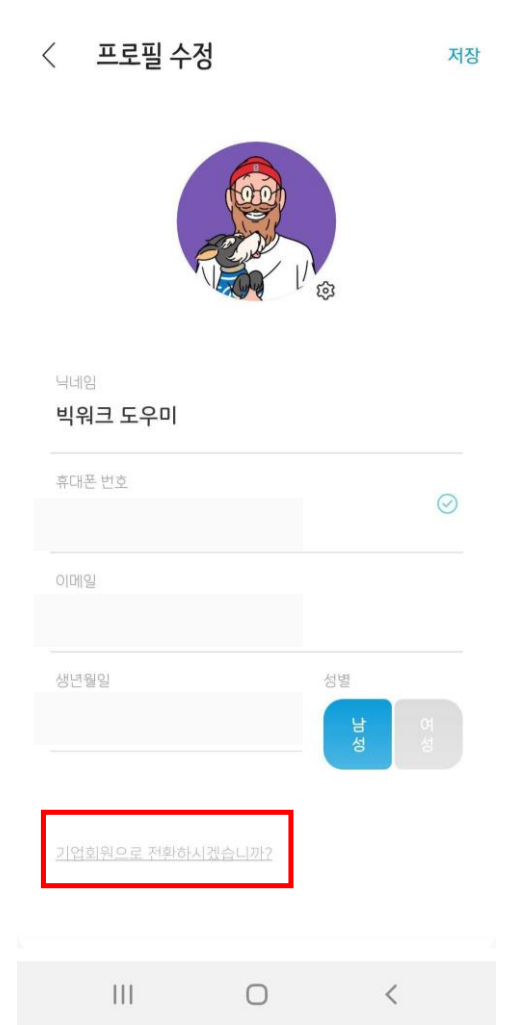 프로필 수정
저장
닉네임
빅워크 도우미
휴대폰 번호
이메일
생년월일
성별
남
성
여
성
기업회원으로 전환하시겠습니까?